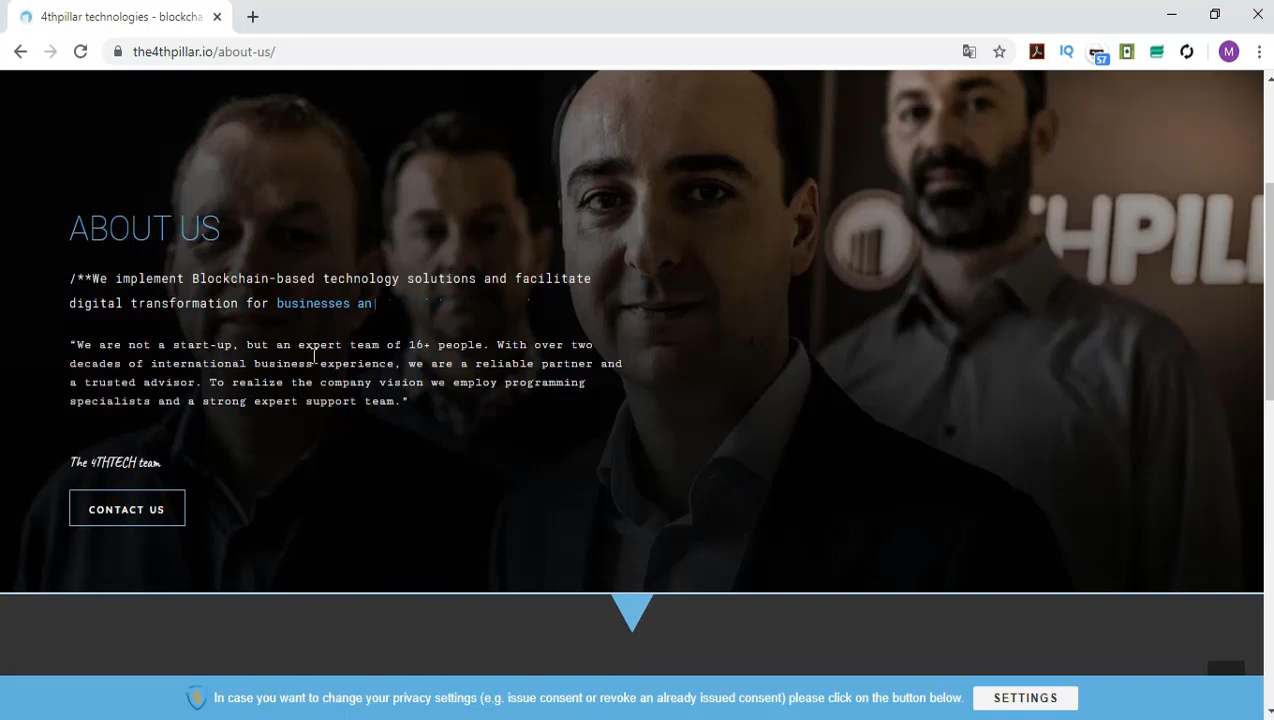 4thpillar technologies - blockcha
the4thpillar.io/about-us/
57
M
THPILL
ABOUT US
/**We implement Blockchain-based technology solutions and facilitate
digital transformation for businesses an|
"We are not a start-up, but an expert team of 16+ people. With over two
decades of international business experience, we are a reliable partner and
a trusted advisor. To realize the company vision we employ programming
specialists and a strong expert support team."
The 4THTECH team
CONTACT US
In case you want to change your privacy settings (e.g. issue consent or revoke an already issued consent) please click on the button below.
SETTINGS